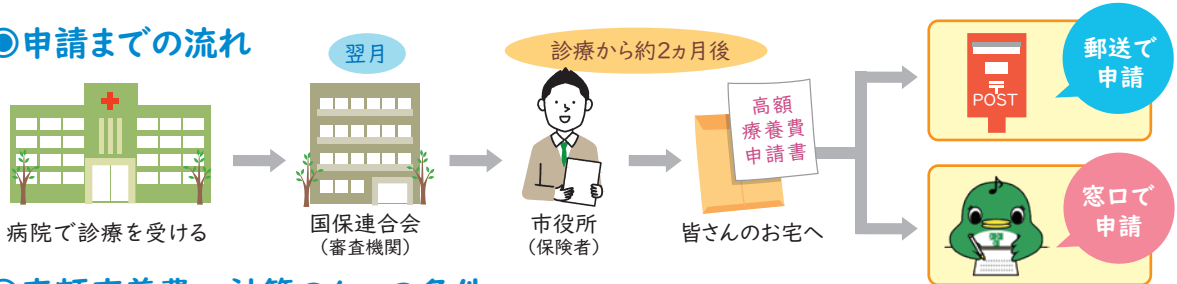 ◉申請までの流れ
翌月
診療から約2ヵ月後
高額
療養費
申請書
POST
郵送で
申請
窓口で
申請
病院で診療を受ける
国保連合会
(審査機関)
市役所
(保険者)
皆さんのお宅へ